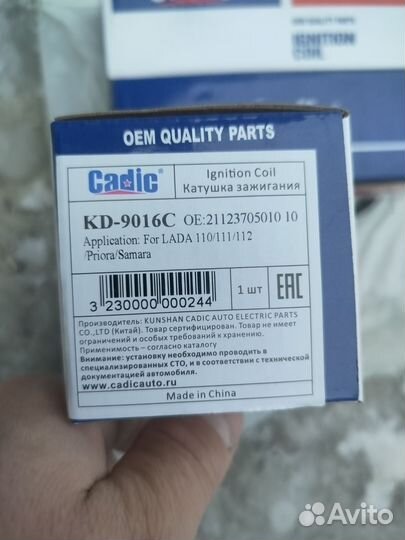 OEM QUALITY PARTS
IGNITION
COIL
OEM QUALITY PARTS
Cadic
Ignition Coil
Катушка зажигания
KD-9016C OE:21123705010 10
Application: For LADA 110/111/112
/Priora/Samara
3 230000 000244
1 шт
EAC
Производитель: KUNSHAN CADIC AUTO ELECTRIC PARTS
CO.,LTD (Китай). Товар сертифицирован. Товар не имеет
ограничений и особых требований к хранению.
Применимость – согласно каталогу
Внимание: установку необходимо проводить в
специализированных СТО, и в соответствии с технической
документацией автомобиля.
www.cadicauto.ru
Made in China
Avito